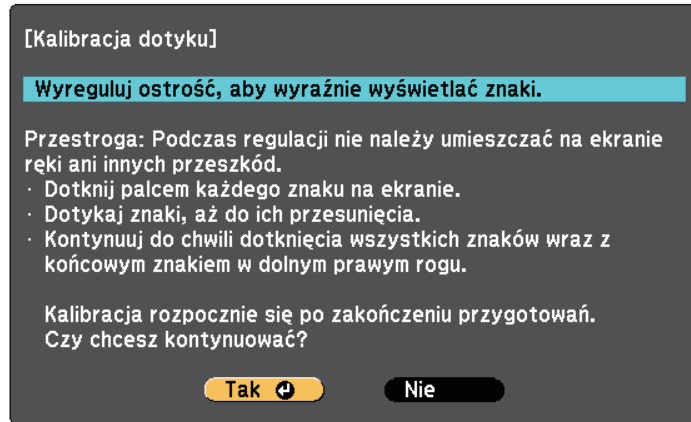 [Kalibracja dotyku]
Wyreguluj ostrość, aby wyraźnie wyświetlać znaki.
Przestroga: Podczas regulacji nie należy umieszczać na ekranie
ręki ani innych przeszkód.
· Dotknij palcem każdego znaku na ekranie.
· Dotykaj znaki, aż do ich przesunięcia.
· Kontynuuj do chwili dotknięcia wszystkich znaków wraz z
końcowym znakiem w dolnym prawym rogu.
Kalibracja rozpocznie się po zakończeniu przygotowań.
Czy chcesz kontynuować?
Tak Nie